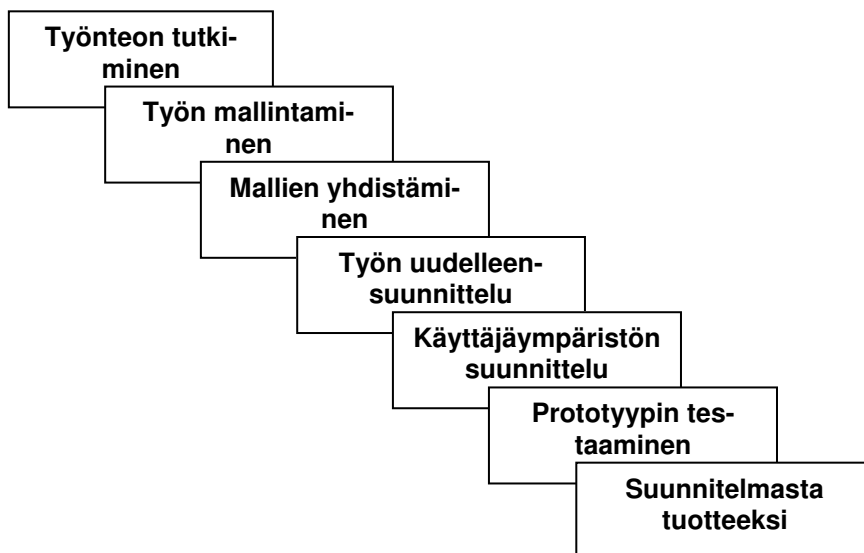 Työnteon tutki-
minen
Työn mallintami-
nen
Mallien yhdistämi-
nen
Työn uudelleen-
suunnittelu
Käyttäjäympäristön
suunnittelu
Prototyypin tes-
taaminen
Suunnitelmasta
tuotteeksi